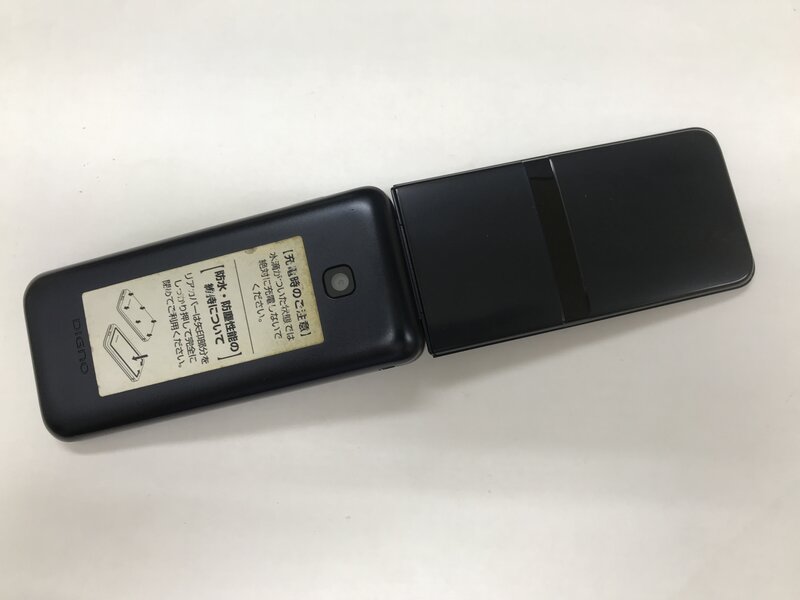 【充電時のご注意】
水滴がついた状態では
絶対に充電しないで
ください。
【防水・防塵性能の
維持について】
リアカバーは矢印部分を
しっかり押して完全に
閉めてご利用ください。
DIGNO